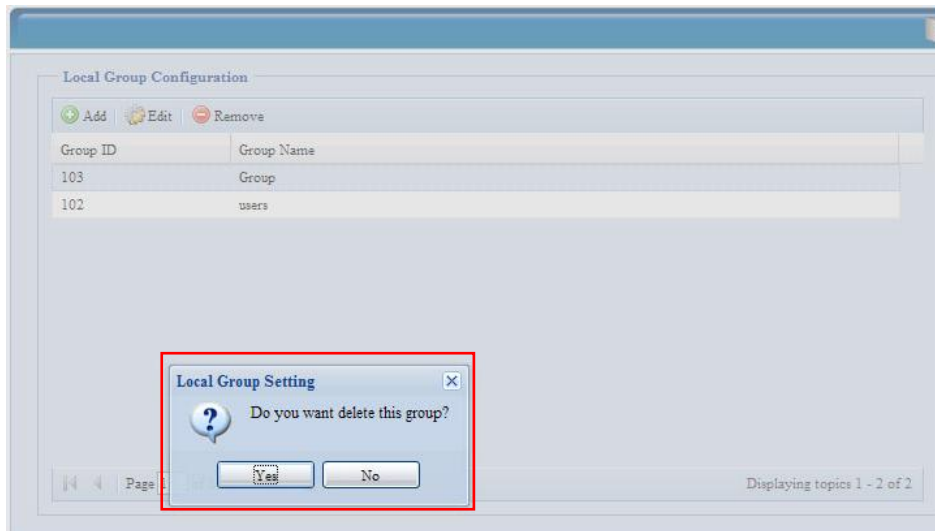 Local Group Configuration
Add Edit Remove
Group ID Group Name
103 Group
102 users
Local Group Setting
Do you want delete this group?
Yes No
Page 1 Displaying topics 1 - 2 of 2